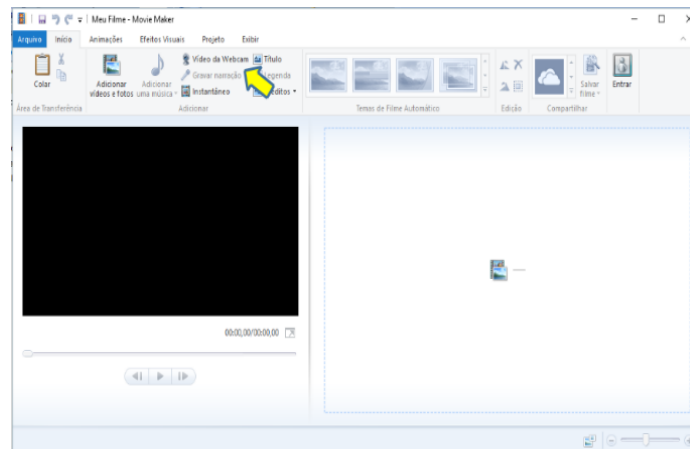 Meu Filme - Movie Maker
Arquivo Início Animações Efeitos Visuais Projeto Exibir
Colar
Adicionar vídeos e fotos
Adicionar uma música
Vídeo da Webcam
Gravar narração
Instantâneo
Título
Legenda
Créditos
Salvar filme
Entrar
Área de Transferência Adicionar Temas de Filme Automático Edição Compartilhar
00:00,00/00:00,00